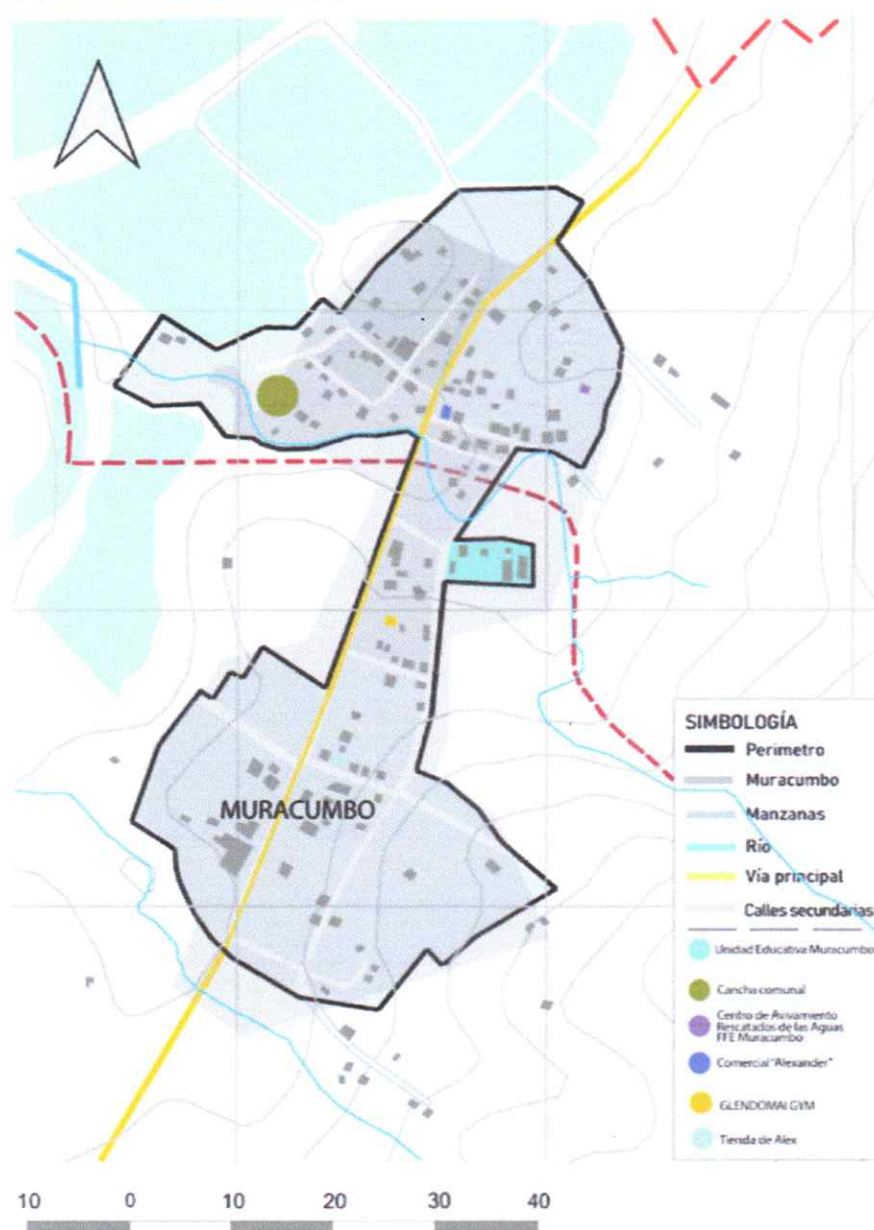 MURACUMBO
SIMBOLOGÍA
Perimetro
Muracumbo
Manzanas
Río
Vía principal
Calles secundarias
Unidad Educativa Muracumbo
Cancha comunal
Centro de Avivamiento
Rescatados de las Aguas
FFE Muracumbo
Comercial "Alexander"
GLENDOMAI GYM
Tienda de Alex
10 0 10 20 30 40